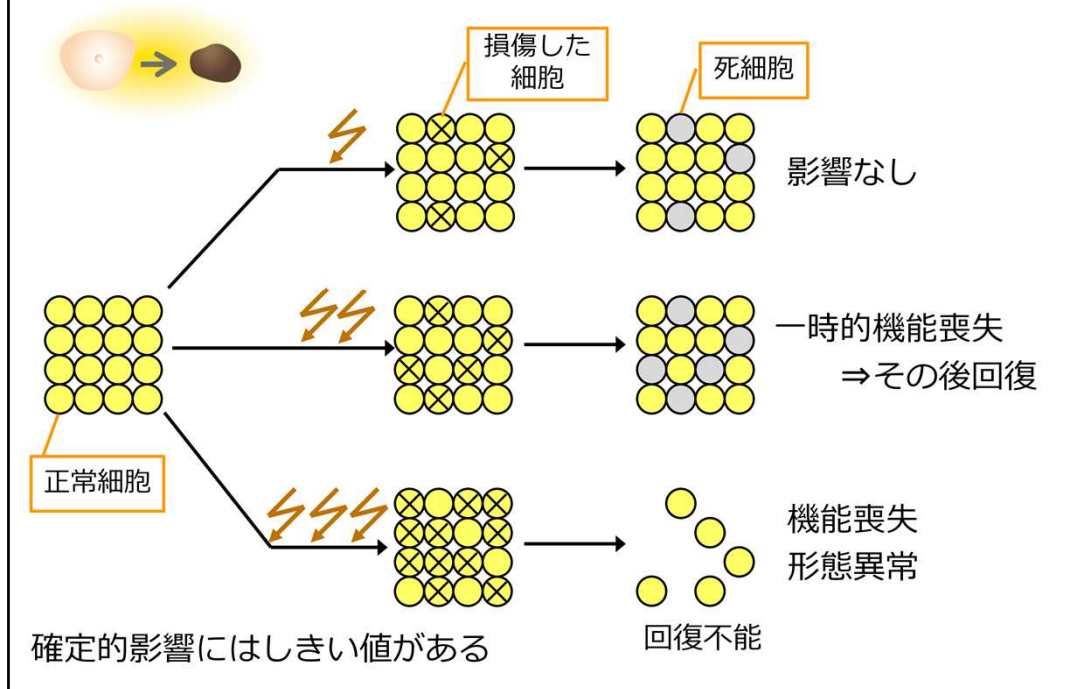 損傷した
細胞
死細胞
影響なし
一時的機能喪失
⇒その後回復
正常細胞
機能喪失
形態異常
回復不能
確定的影響にはしきい値がある